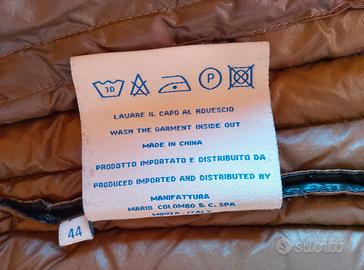 30
P
LAVARE IL CAPO AL ROVESCIO
WASH THE GARMENT INSIDE OUT
MADE IN CHINA
PRODOTTO IMPORTATO E DISTRIBUITO DA
PRODUCED IMPORTED AND DISTRIBUTED BY
MANIFATTURA
MARIO COLOMBO & C. SPA
MONZA ITALY
44
subito